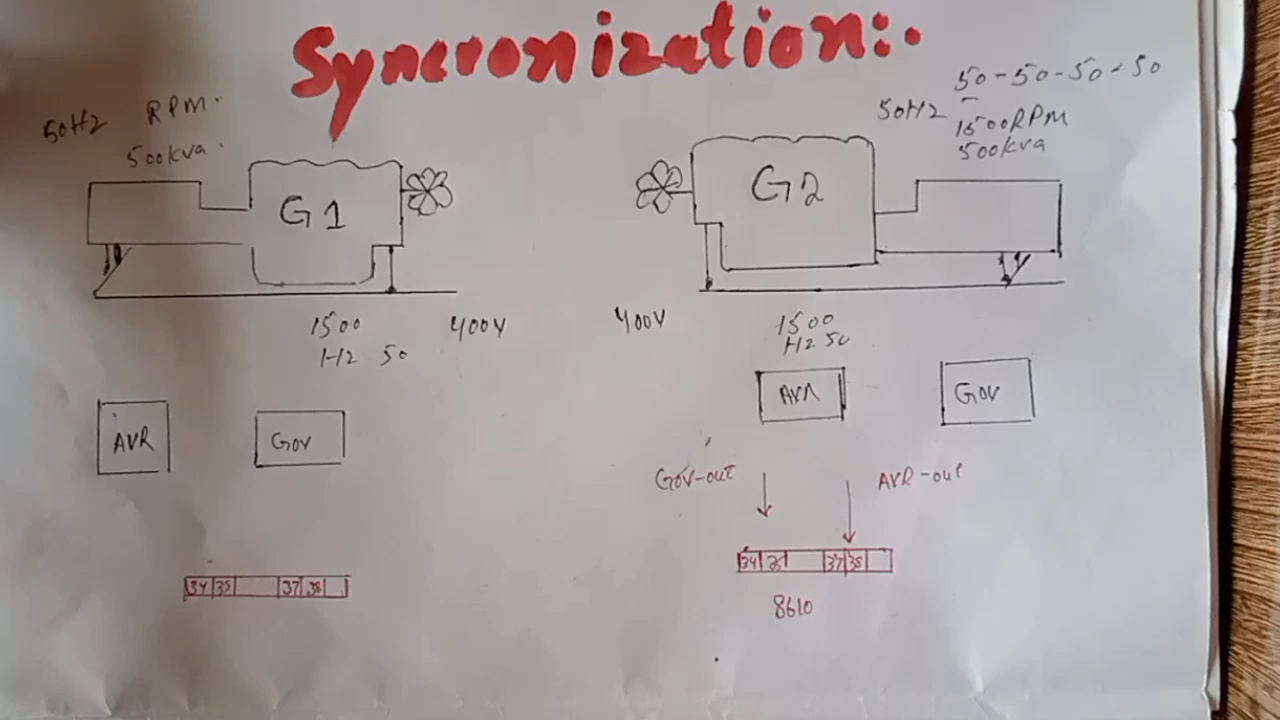 Syncronization:-
50-50-50-50
50HZ RPM.
500kva.
50HZ 1500RPM
500kva
G1
G2
1500 400V
HZ 50
400V 1500
HZ 50
AVR Gov
AVR Gov
Gov-out AVR-out
34 35 37 38
34 35 37 38
8610